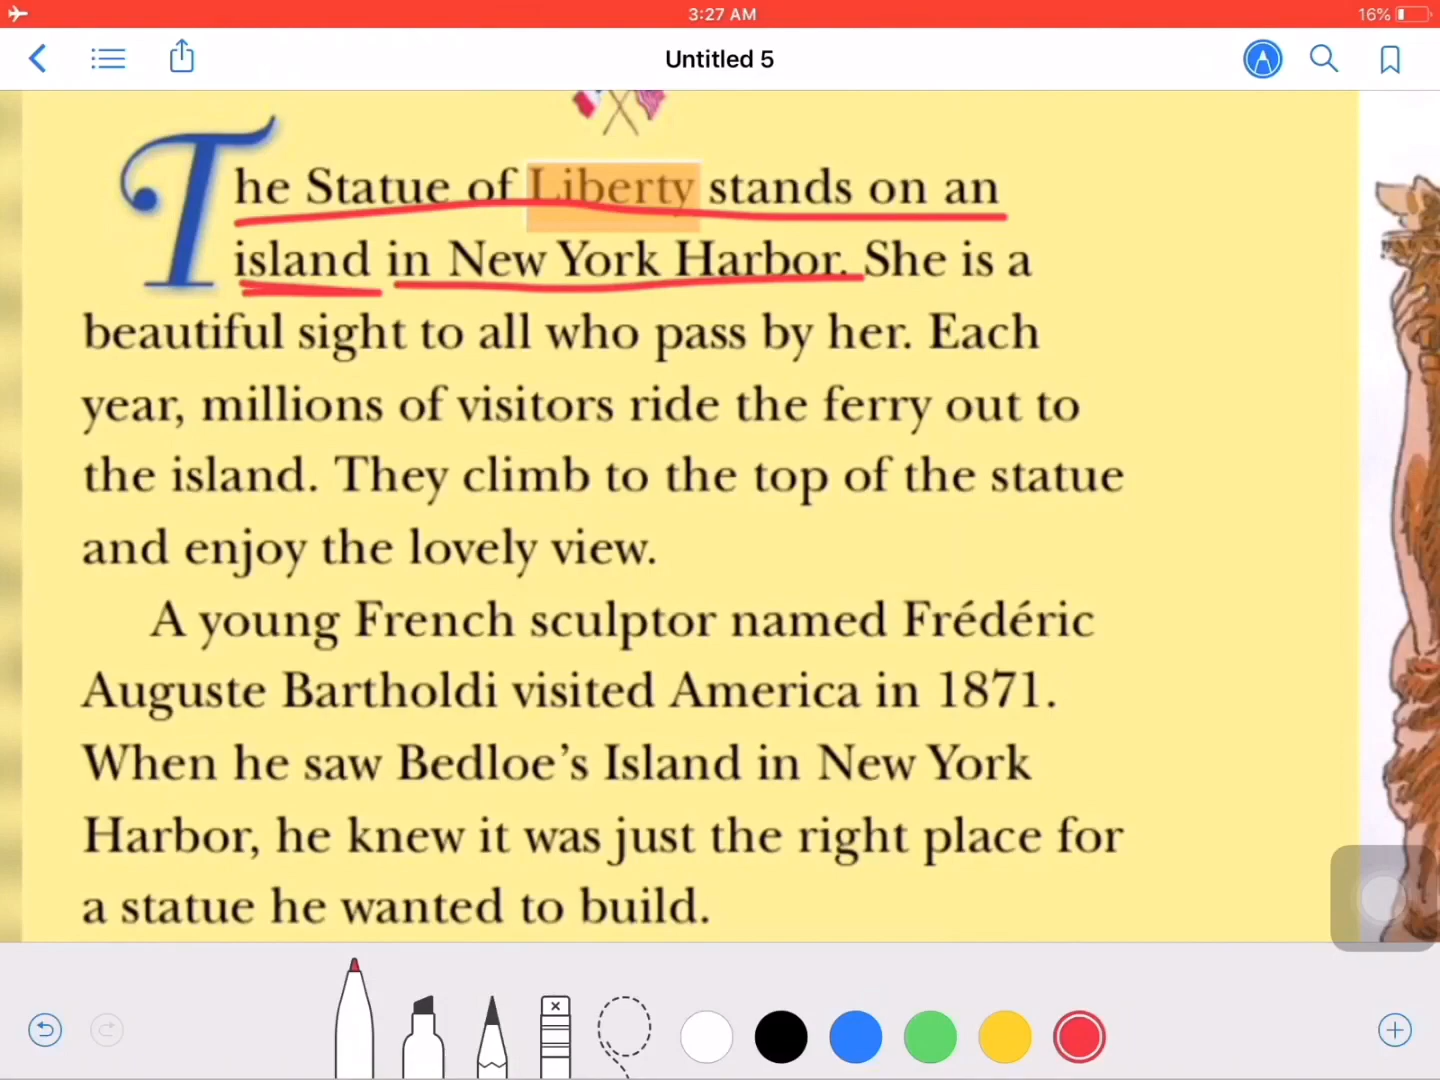 3:27 AM
16%
Untitled 5
The Statue of Liberty stands on an
island in New York Harbor. She is a
beautiful sight to all who pass by her. Each
year, millions of visitors ride the ferry out to
the island. They climb to the top of the statue
and enjoy the lovely view.
A young French sculptor named Frédéric
Auguste Bartholdi visited America in 1871.
When he saw Bedloe's Island in New York
Harbor, he knew it was just the right place for
a statue he wanted to build.